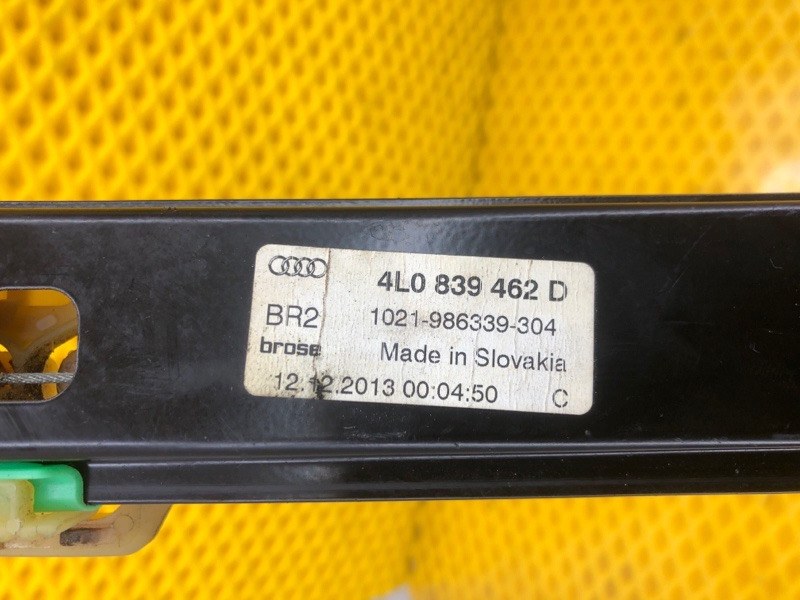 4L0 839 462 D
BR2 1021-986339-304
brose Made in Slovakia
12.12.2013 00:04:50 C